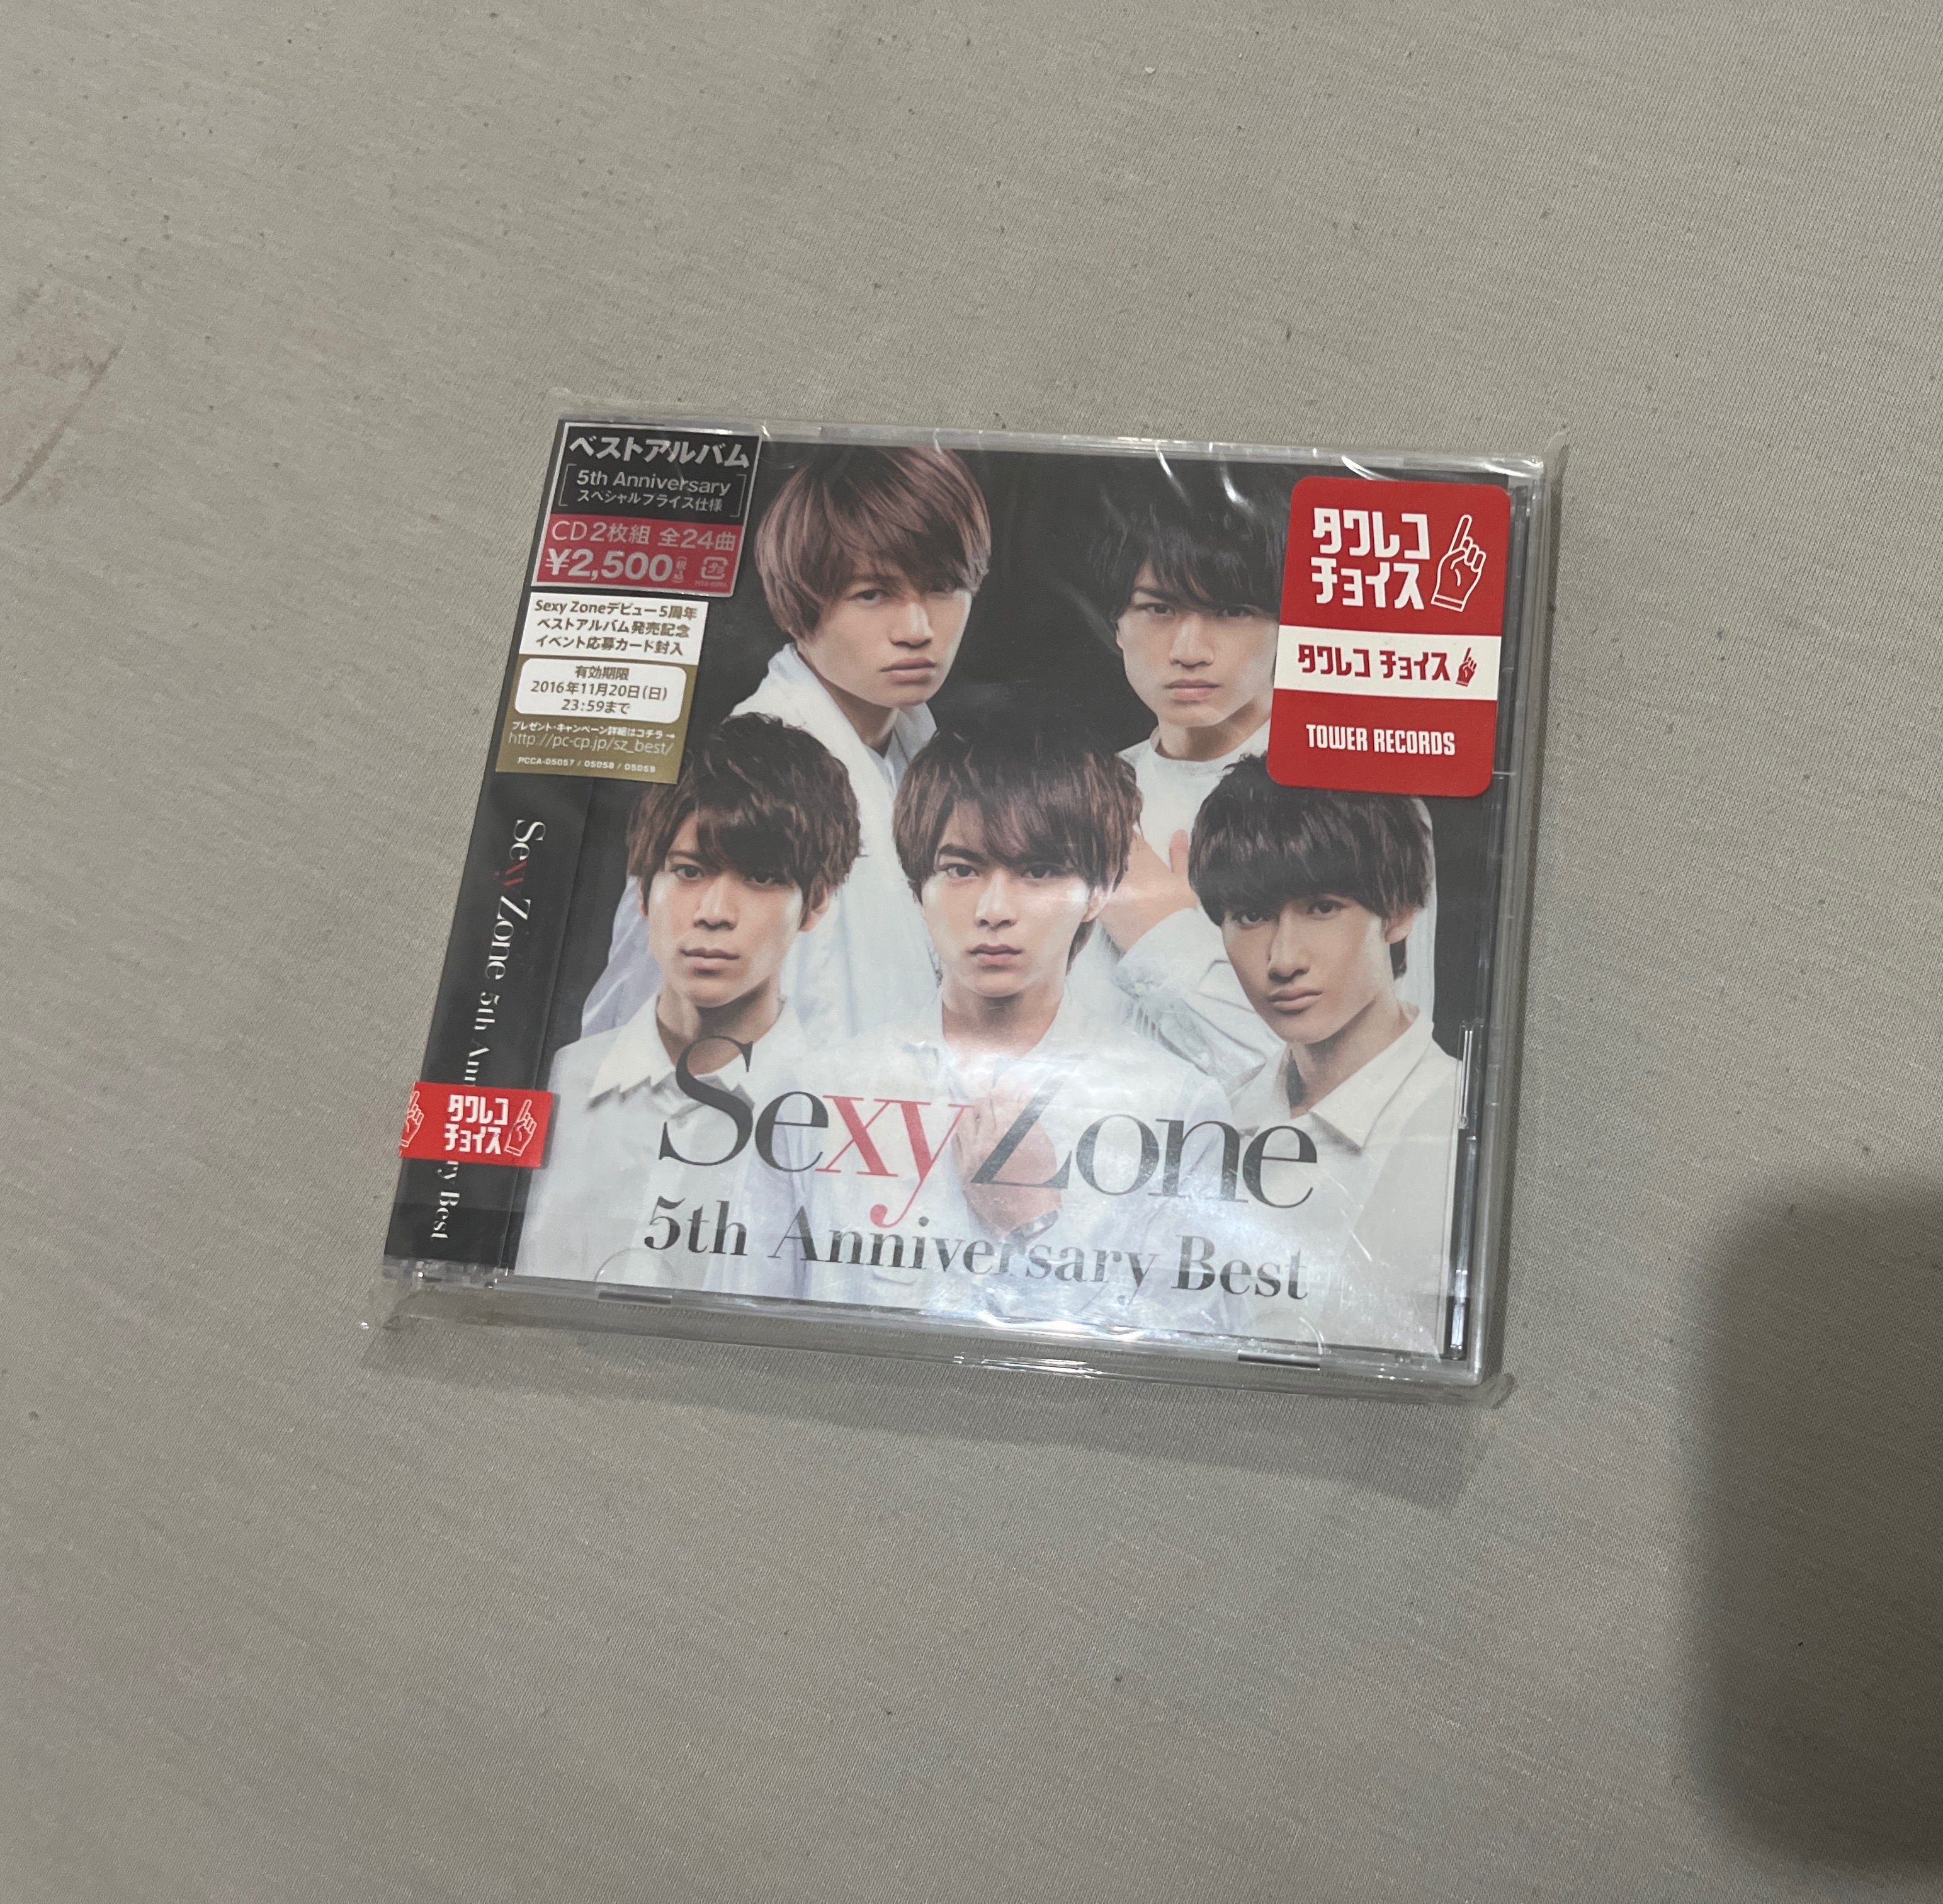 ベストアルバム
5th Anniversary
スペシャルプライス仕様
CD2枚組 全24曲
¥2,500
Sexy Zoneデビュー5周年
ベストアルバム発売記念
イベント応募カード封入
有効期限
2016年11月20日(日)
23:59まで
プレゼント・キャンペーン詳細はコチラ→
http://pc-cp.jp/sz_best/
PCCA-05057 / 05058 / 05059
タワレコ
チョイス
タワレコ チョイス
TOWER RECORDS
Sexy Zone 5th An
ry Best
タワレコ
チョイス
Sexy Zone
5th Anniversary Best